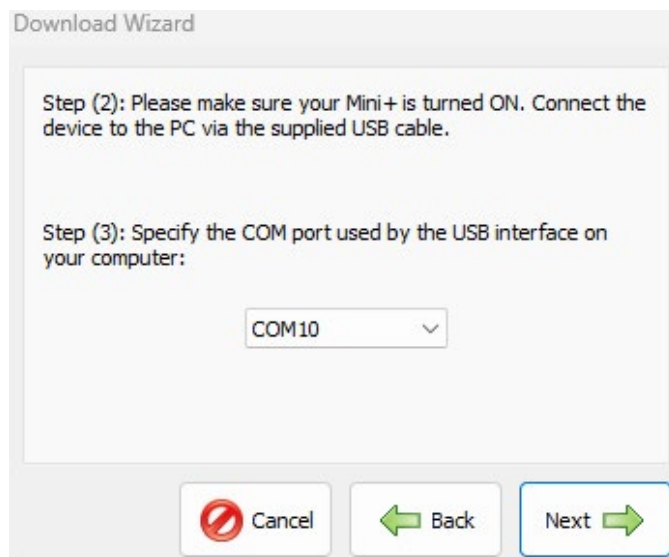 Download Wizard
Step (2): Please make sure your Mini+ is turned ON. Connect the
device to the PC via the supplied USB cable.
Step (3): Specify the COM port used by the USB interface on
your computer:
COM10
Cancel
Back
Next